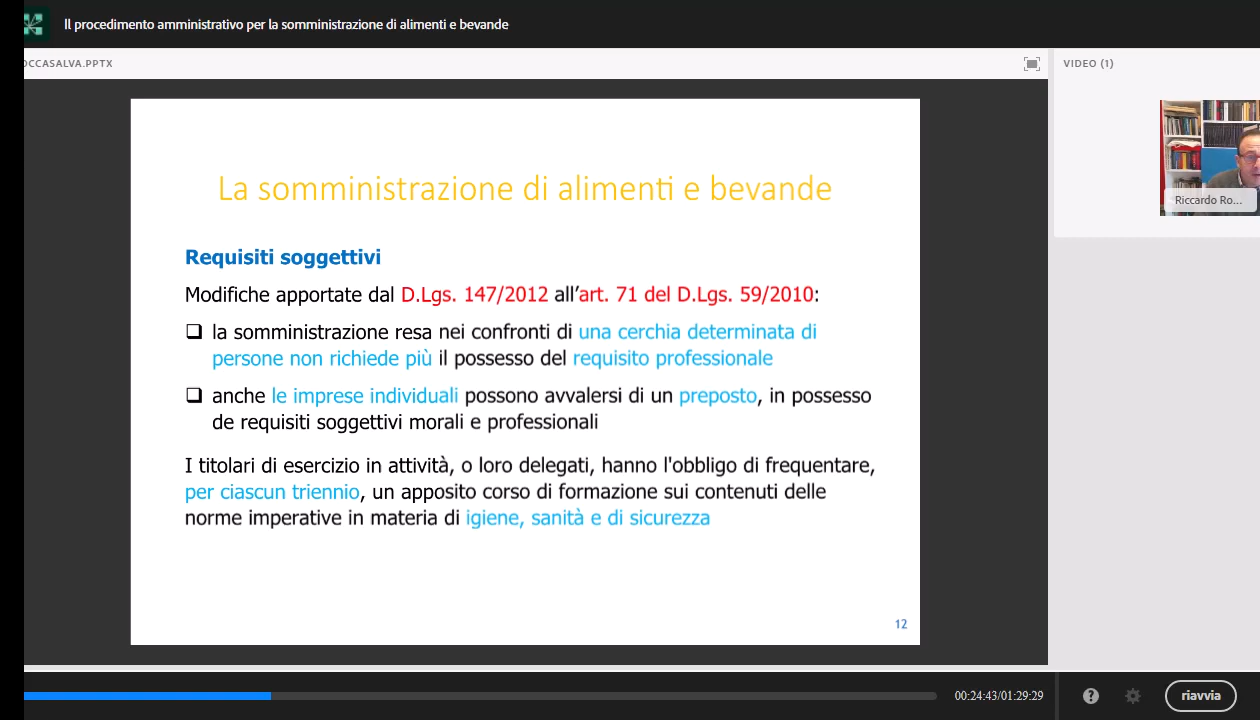 Il procedimento amministrativo per la somministrazione di alimenti e bevande
OCCASALVA.PPTX
VIDEO (1)
La somministrazione di alimenti e bevande
Requisiti soggettivi
Modifiche apportate dal D.Lgs. 147/2012 all'art. 71 del D.Lgs. 59/2010:
❑ la somministrazione resa nei confronti di una cerchia determinata di
persone non richiede più il possesso del requisito professionale
❑ anche le imprese individuali possono avvalersi di un preposto, in possesso
de requisiti soggettivi morali e professionali
I titolari di esercizio in attività, o loro delegati, hanno l'obbligo di frequentare,
per ciascun triennio, un apposito corso di formazione sui contenuti delle
norme imperative in materia di igiene, sanità e di sicurezza
12
Riccardo Ro...
00:24:43/01:29:29
?
riavvia